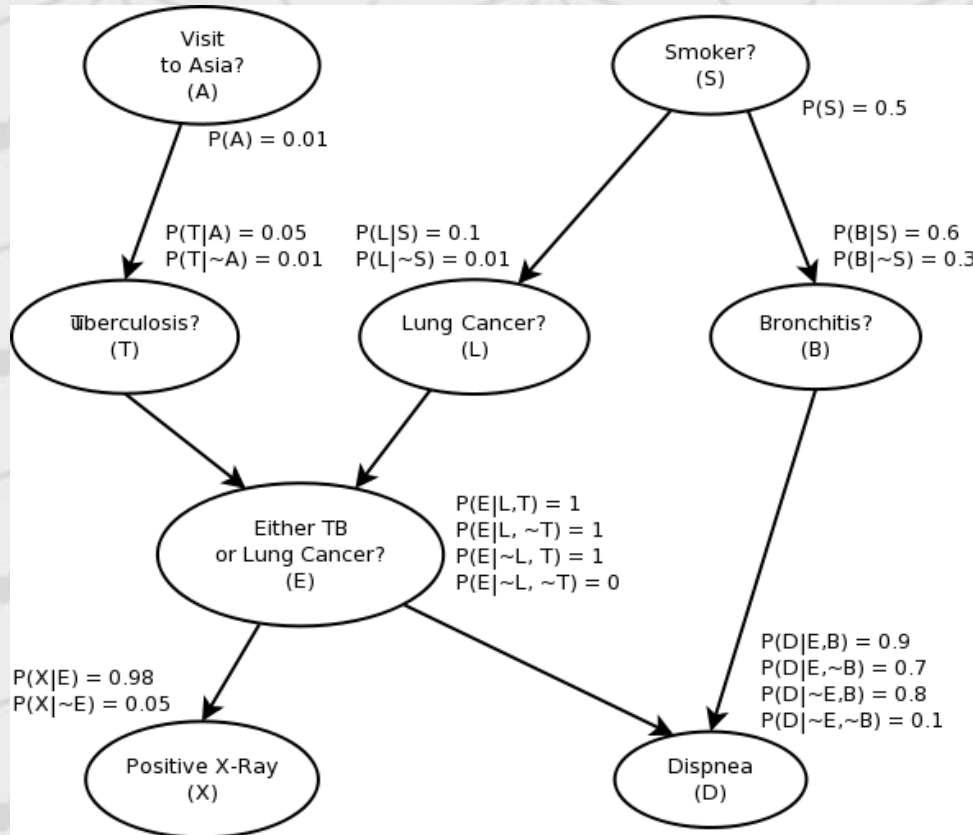 Visit
to Asia?
(A)
Smoker?
(S)
P(S) = 0.5
P(A) = 0.01
P(T|A) = 0.05
P(T|~A) = 0.01
P(L|S) = 0.1
P(L|~S) = 0.01
P(B|S) = 0.6
P(B|~S) = 0.3
Tuberculosis?
(T)
Lung Cancer?
(L)
Bronchitis?
(B)
Either TB
or Lung Cancer?
(E)
P(E|L,T) = 1
P(E|L, ~T) = 1
P(E|~L, T) = 1
P(E|~L, ~T) = 0
P(X|E) = 0.98
P(X|~E) = 0.05
P(D|E,B) = 0.9
P(D|E,~B) = 0.7
P(D|~E,B) = 0.8
P(D|~E,~B) = 0.1
Positive X-Ray
(X)
Dispnea
(D)